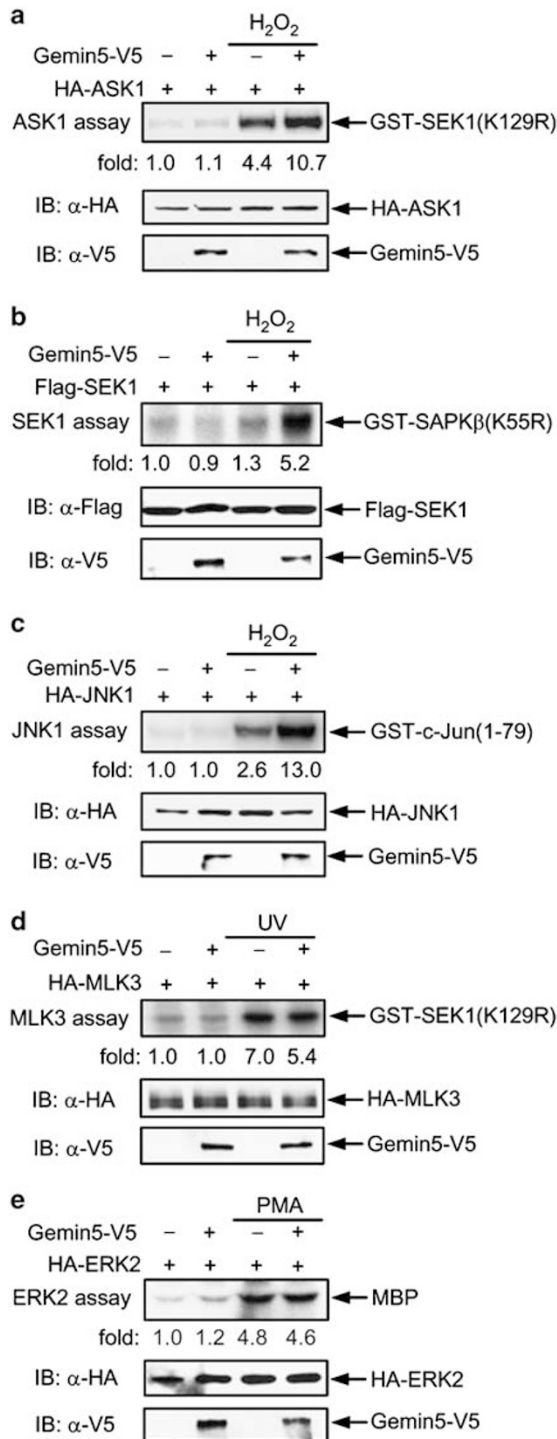 a
H2O2
Gemin5-V5 – + – +
HA-ASK1 + + + +
ASK1 assay GST-SEK1(K129R)
fold: 1.0 1.1 4.4 10.7
IB: α-HA HA-ASK1
IB: α-V5 Gemin5-V5
b
H2O2
Gemin5-V5 – + – +
Flag-SEK1 + + + +
SEK1 assay GST-SAPKβ(K55R)
fold: 1.0 0.9 1.3 5.2
IB: α-Flag Flag-SEK1
IB: α-V5 Gemin5-V5
c
H2O2
Gemin5-V5 – + – +
HA-JNK1 + + + +
JNK1 assay GST-c-Jun(1-79)
fold: 1.0 1.0 2.6 13.0
IB: α-HA HA-JNK1
IB: α-V5 Gemin5-V5
d
UV
Gemin5-V5 – + – +
HA-MLK3 + + + +
MLK3 assay GST-SEK1(K129R)
fold: 1.0 1.0 7.0 5.4
IB: α-HA HA-MLK3
IB: α-V5 Gemin5-V5
e
PMA
Gemin5-V5 – + – +
HA-ERK2 + + + +
ERK2 assay MBP
fold: 1.0 1.2 4.8 4.6
IB: α-HA HA-ERK2
IB: α-V5 Gemin5-V5